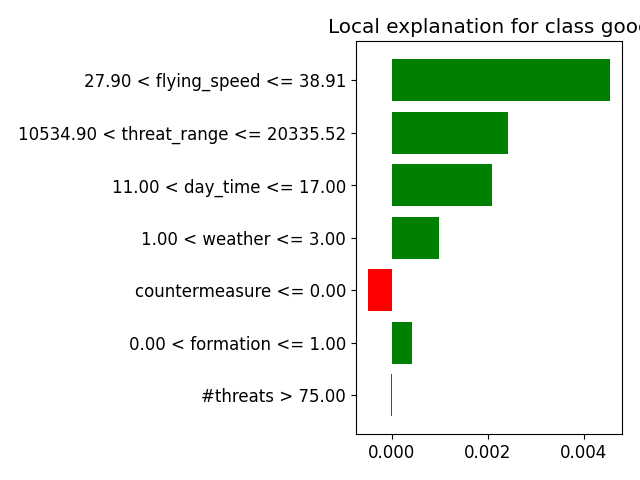 Local explanation for class good
27.90 < flying_speed <= 38.91
10534.90 < threat_range <= 20335.52
11.00 < day_time <= 17.00
1.00 < weather <= 3.00
countermeasure <= 0.00
0.00 < formation <= 1.00
#threats > 75.00
0.000 0.002 0.004